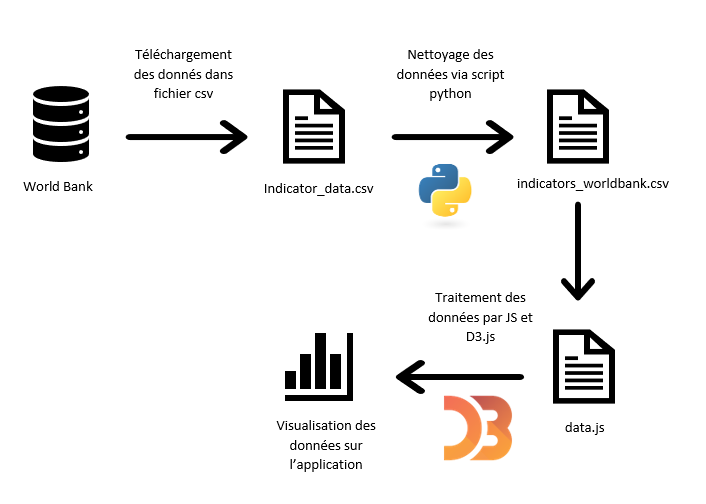 Téléchargement
des donnés dans
fichier csv
Nettoyage des
données via script
python
World Bank
Indicator_data.csv
indicators_worldbank.csv
Traitement des
données par JS et
D3.js
D3
data.js
Visualisation des
données sur
l'application